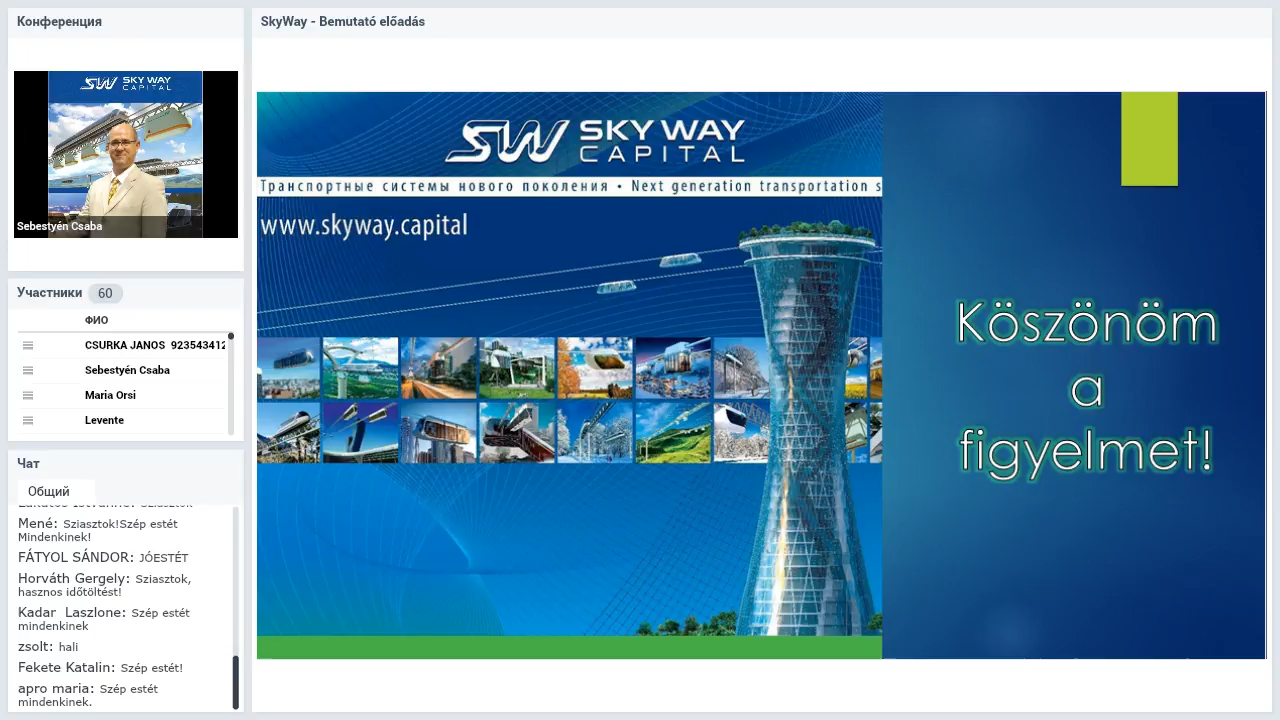 Конференция
SkyWay - Bemutató előadás
SKY WAY
CAPITAL
Sebestyén Csaba
Участники 60
ФИО
CSURKA JANOS 923543412
Sebestyén Csaba
Maria Orsi
Levente
Чат
Общий
Mené: Sziasztok!Szép estét
Mindenkinek!
FÁTYOL SÁNDOR: JÓESTÉT
Horváth Gergely: Sziasztok,
hasznos időtöltést!
Kadar Laszlone: Szép estét
mindenkinek
zsolt: hali
Fekete Katalin: Szép estét!
apro maria: Szép estét
mindenkinek.
SW SKY WAY
CAPITAL
Транспортные системы нового поколения • Next generation transportation s
www.skyway.capital
Köszönöm
a
figyelmet!